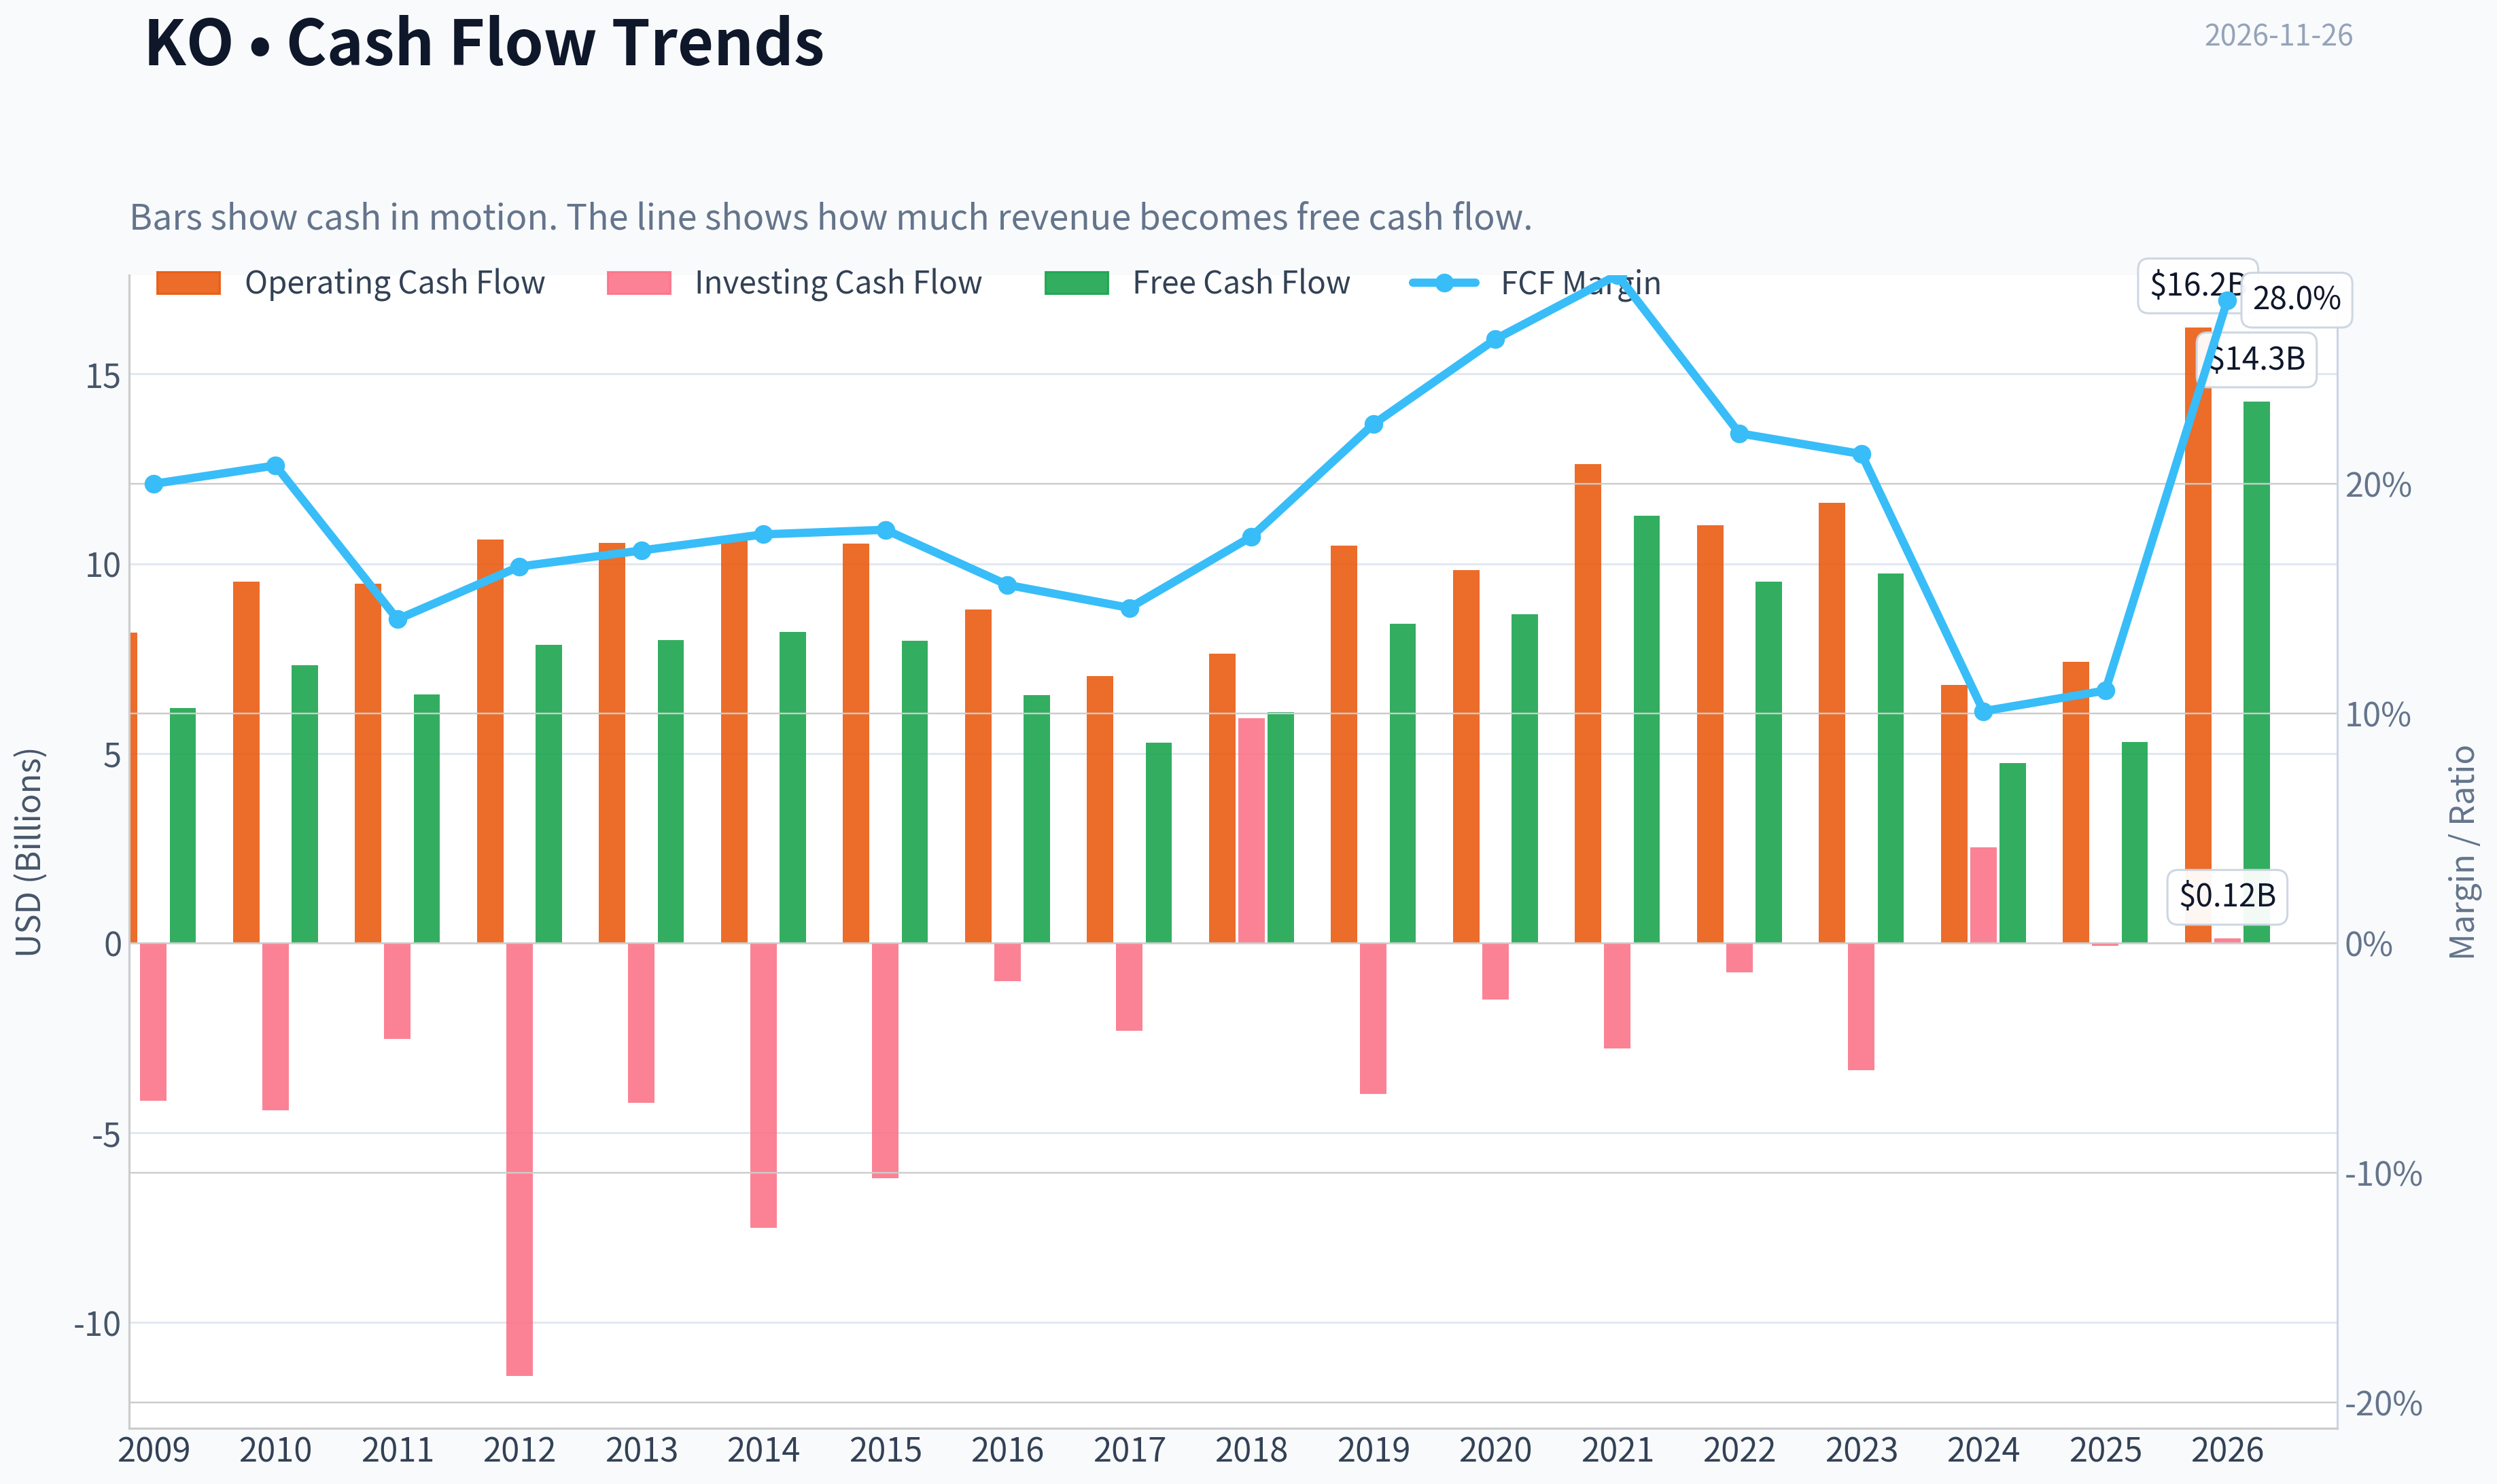 KO • Cash Flow Trends
2026-11-26
Bars show cash in motion. The line shows how much revenue becomes free cash flow.
Operating Cash Flow
Investing Cash Flow
Free Cash Flow
FCF Margin
$16.2B
28.0%
$14.3B
$0.12B
USD (Billions)
15
10
5
0
-5
-10
20%
10%
0%
-10%
-20%
Margin / Ratio
2009 2010 2011 2012 2013 2014 2015 2016 2017 2018 2019 2020 2021 2022 2023 2024 2025 2026